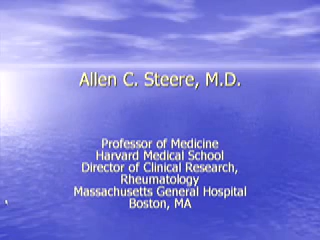 Allen C. Steere, M.D.
Professor of Medicine
Harvard Medical School
Director of Clinical Research,
Rheumatology
Massachusetts General Hospital
Boston, MA